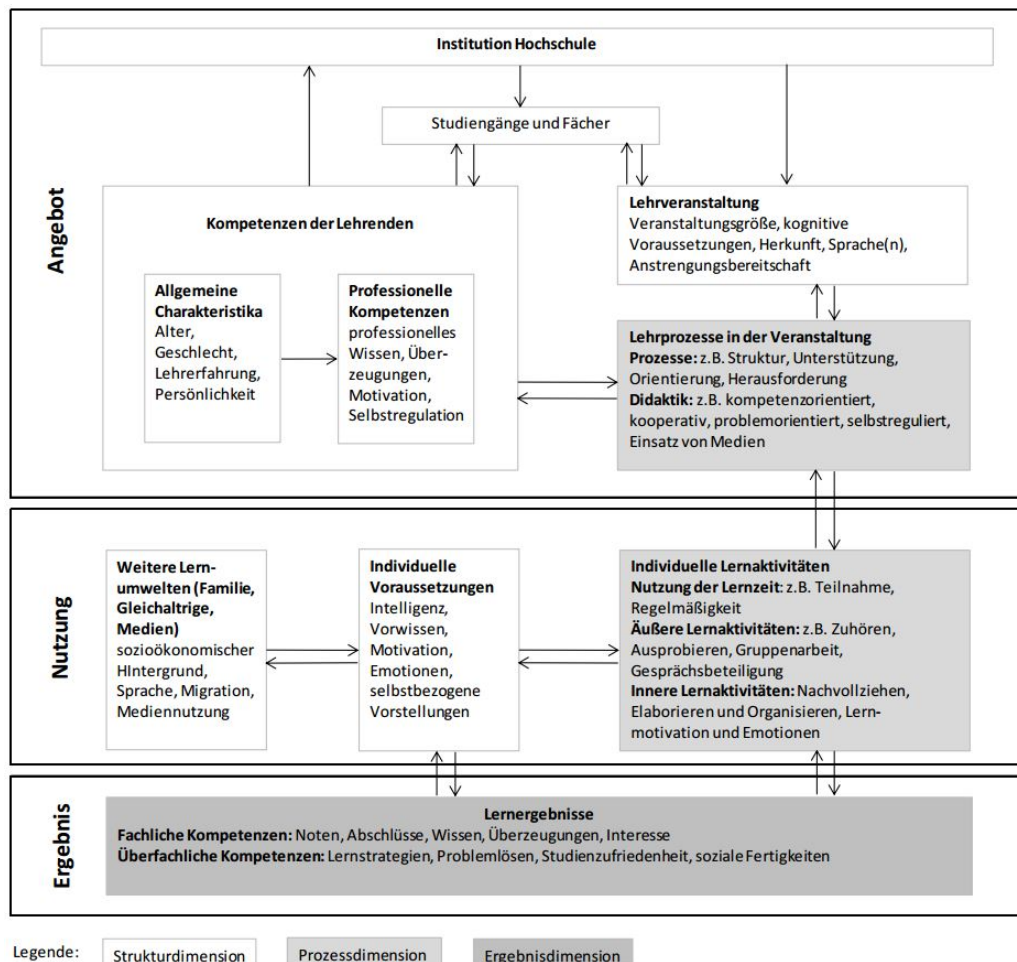 Institution Hochschule
Studiengänge und Fächer
Angebot
Kompetenzen der Lehrenden
Allgemeine
Charakteristika
Alter,
Geschlecht,
Lehrerfahrung,
Persönlichkeit
Professionelle
Kompetenzen
professionelles
Wissen, Über-
zeugungen,
Motivation,
Selbstregulation
Lehrveranstaltung
Veranstaltungsgröße, kognitive
Voraussetzungen, Herkunft, Sprache(n),
Anstrengungsbereitschaft
Lehrprozesse in der Veranstaltung
Prozesse: z.B. Struktur, Unterstützung,
Orientierung, Herausforderung
Didaktik: z.B. kompetenzorientiert,
kooperativ, problemorientiert, selbstreguliert,
Einsatz von Medien
Nutzung
Weitere Lern-
umwelten (Familie,
Gleichaltrige,
Medien)
sozioökonomischer
HIntergrund,
Sprache, Migration,
Mediennutzung
Individuelle
Voraussetzungen
Intelligenz,
Vorwissen,
Motivation,
Emotionen,
selbstbezogene
Vorstellungen
Individuelle Lernaktivitäten
Nutzung der Lernzeit: z.B. Teilnahme,
Regelmäßigkeit
Äußere Lernaktivitäten: z.B. Zuhören,
Ausprobieren, Gruppenarbeit,
Gesprächsbeteiligung
Innere Lernaktivitäten: Nachvollziehen,
Elaborieren und Organisieren, Lern-
motivation und Emotionen
Ergebnis
Lernergebnisse
Fachliche Kompetenzen: Noten, Abschlüsse, Wissen, Überzeugungen, Interesse
Überfachliche Kompetenzen: Lernstrategien, Problemlösen, Studienzufriedenheit, soziale Fertigkeiten
Legende:
Strukturdimension
Prozessdimension
Ergebnisdimension